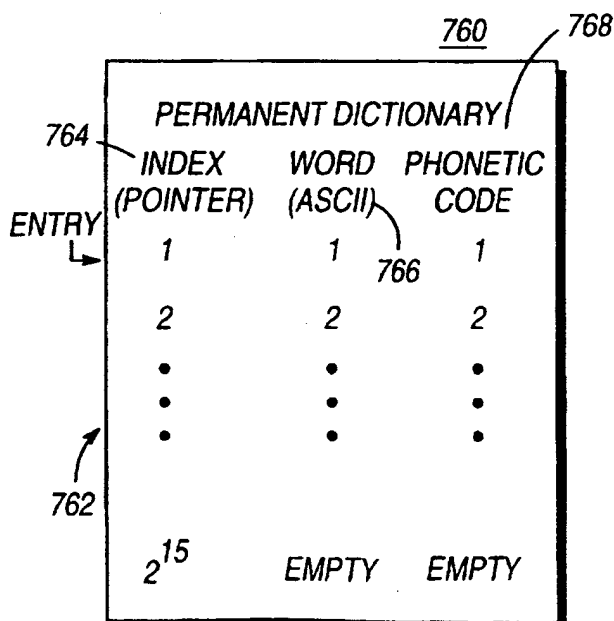 760 768
PERMANENT DICTIONARY
764
INDEX WORD PHONETIC
(POINTER) (ASCII) CODE
ENTRY
1 1 1
766
2 2 2
762
2^15 EMPTY EMPTY